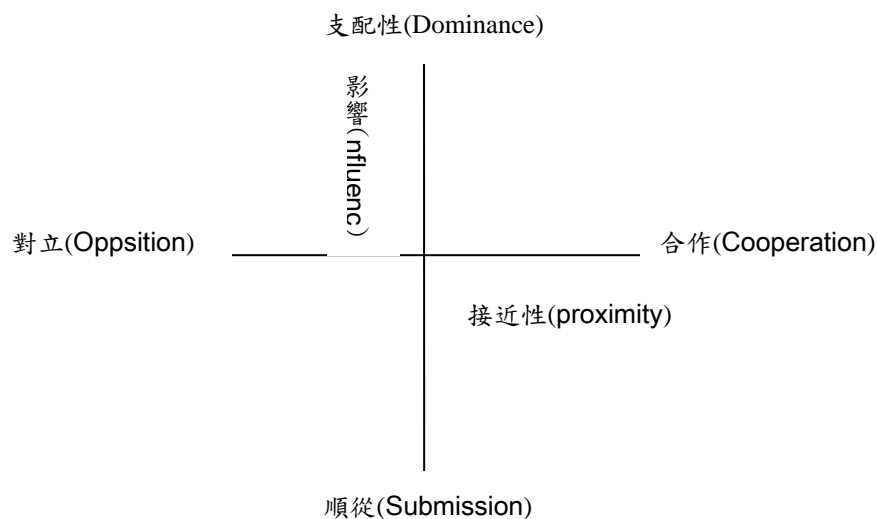 支配性(Dominance)
影響(nfluenc)
對立(Oppsition)
合作(Cooperation)
接近性(proximity)
順從(Submission)